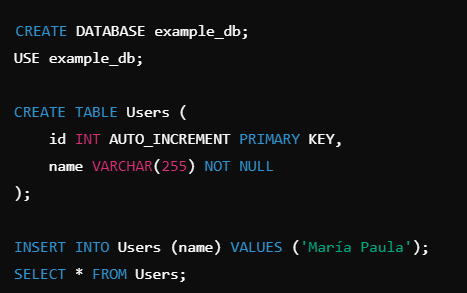 CREATE DATABASE example_db;
USE example_db;
CREATE TABLE Users (
    id INT AUTO_INCREMENT PRIMARY KEY,
    name VARCHAR(255) NOT NULL
);
INSERT INTO Users (name) VALUES ('María Paula');
SELECT * FROM Users;